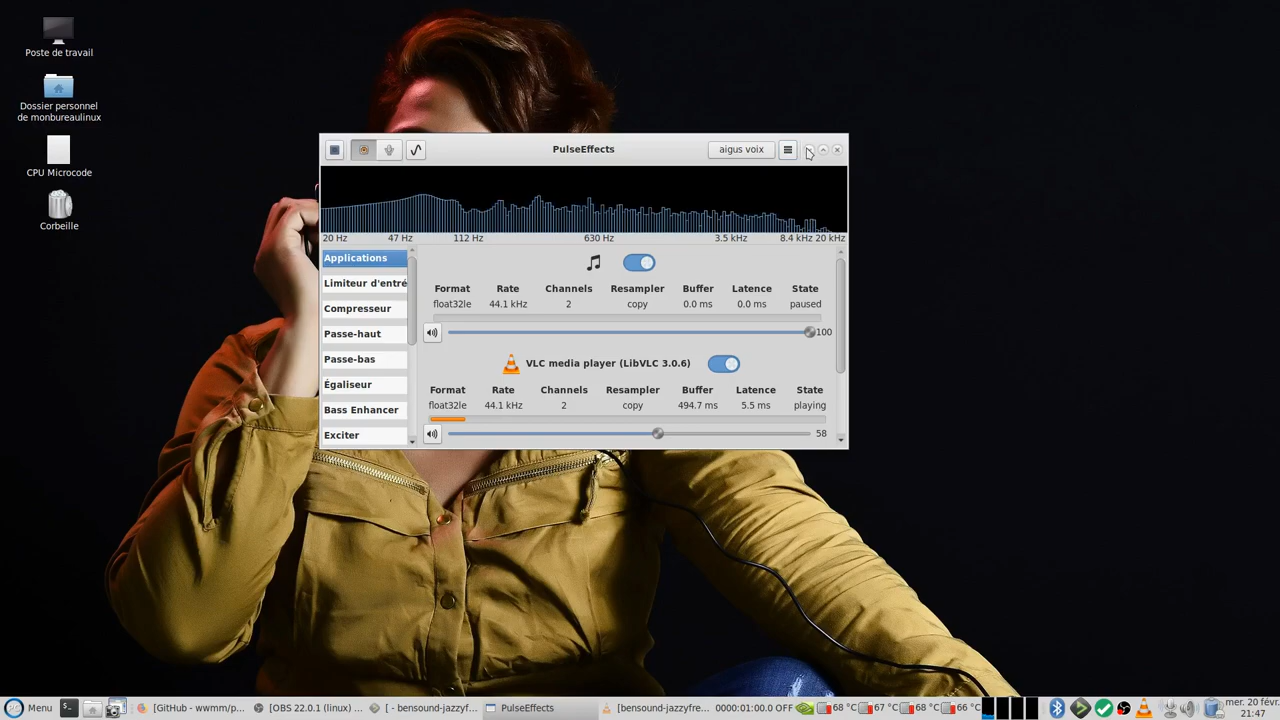 Poste de travail
Dossier personnel
de monbureaulinux
CPU Microcode
Corbeille
PulseEffects
aigus voix
20 Hz 47 Hz 112 Hz 630 Hz 3.5 kHz 8.4 kHz 20 kHz
Applications
Limiteur d'entré
Compresseur
Passe-haut
Passe-bas
Égaliseur
Bass Enhancer
Exciter
Format Rate Channels Resampler Buffer Latence State
float32le 44.1 kHz 2 copy 0.0 ms 0.0 ms paused
100
VLC media player (LibVLC 3.0.6)
Format Rate Channels Resampler Buffer Latence State
float32le 44.1 kHz 2 copy 494.7 ms 5.5 ms playing
58
Menu [GitHub - wwmm/p... [OBS 22.0.1 (linux) ... [ - bensound-jazzyf... PulseEffects [bensound-jazzyfre... 0000:01:00.0 OFF 68 °C 67 °C 68 °C 66 °C mer. 20 févr
21:47